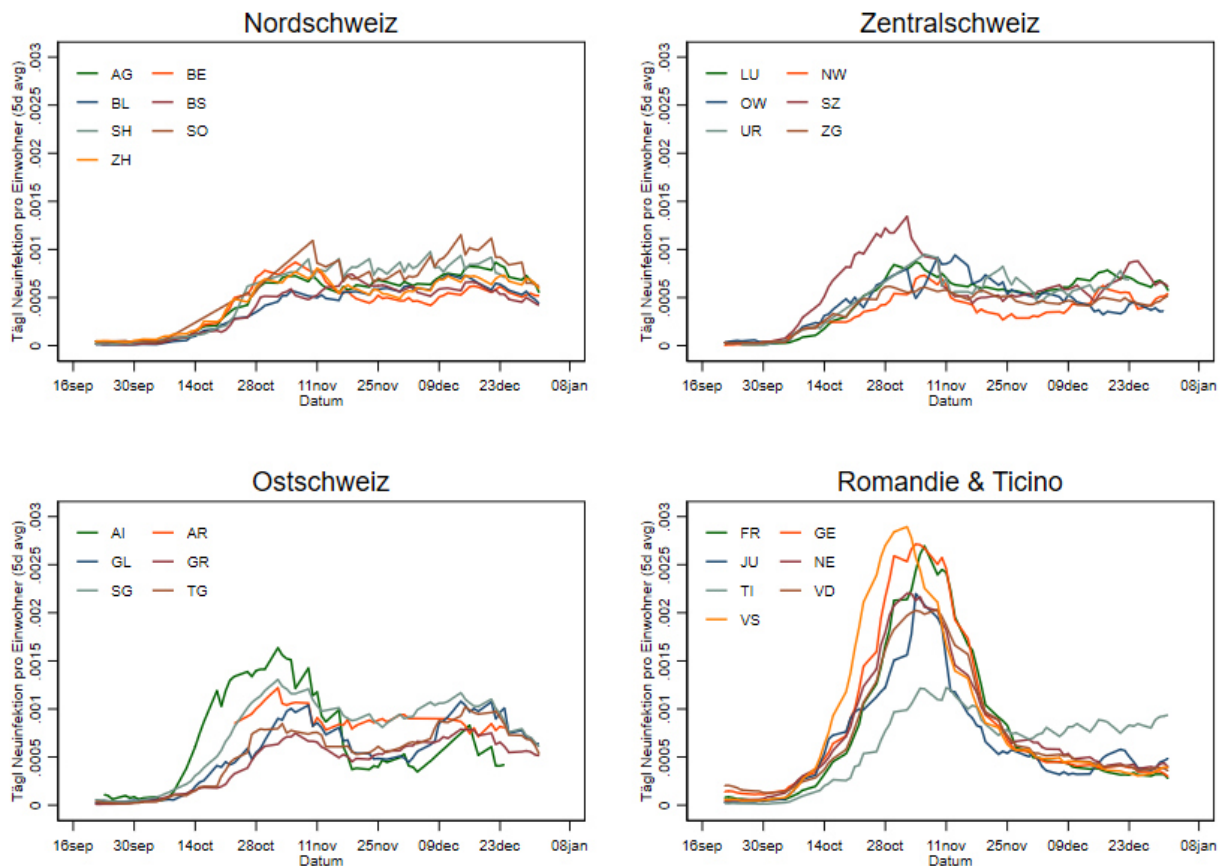 Nordschweiz
Tägl Neuinfektion pro Einwohner (5d avg)
0 .0005 .001 .0015 .002 .0025 .003
AG BE
BL BS
SH SO
ZH
16sep 30sep 14oct 28oct 11nov 25nov 09dec 23dec 08jan
Datum
Zentralschweiz
Tägl Neuinfektion pro Einwohner (5d avg)
0 .0005 .001 .0015 .002 .0025 .003
LU NW
OW SZ
UR ZG
16sep 30sep 14oct 28oct 11nov 25nov 09dec 23dec 08jan
Datum
Ostschweiz
Tägl Neuinfektion pro Einwohner (5d avg)
0 .0005 .001 .0015 .002 .0025 .003
AI AR
GL GR
SG TG
16sep 30sep 14oct 28oct 11nov 25nov 09dec 23dec 08jan
Datum
Romandie & Ticino
Tägl Neuinfektion pro Einwohner (5d avg)
0 .0005 .001 .0015 .002 .0025 .003
FR GE
JU NE
TI VD
VS
16sep 30sep 14oct 28oct 11nov 25nov 09dec 23dec 08jan
Datum